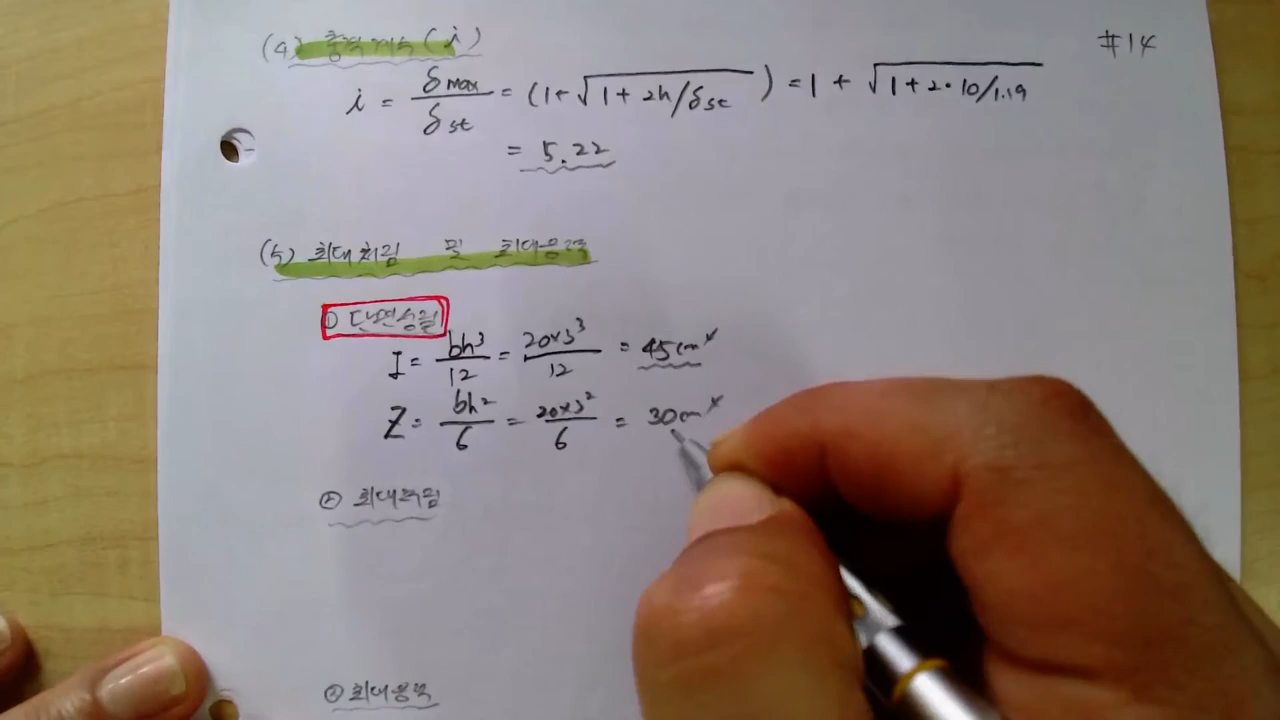 #14
(4) 충격계수(i)
i = δmax/δst = (1+√(1+2h/δst)) = 1 + √(1+2·10/1.19)
= 5.22
(5) 최대처짐 및 최대응력
① 단면성질
I = bh³/12 = 20×3³/12 = 45cm⁴
Z = bh²/6 = 20×3²/6 = 30cm⁴
② 최대처짐
③ 최대응력